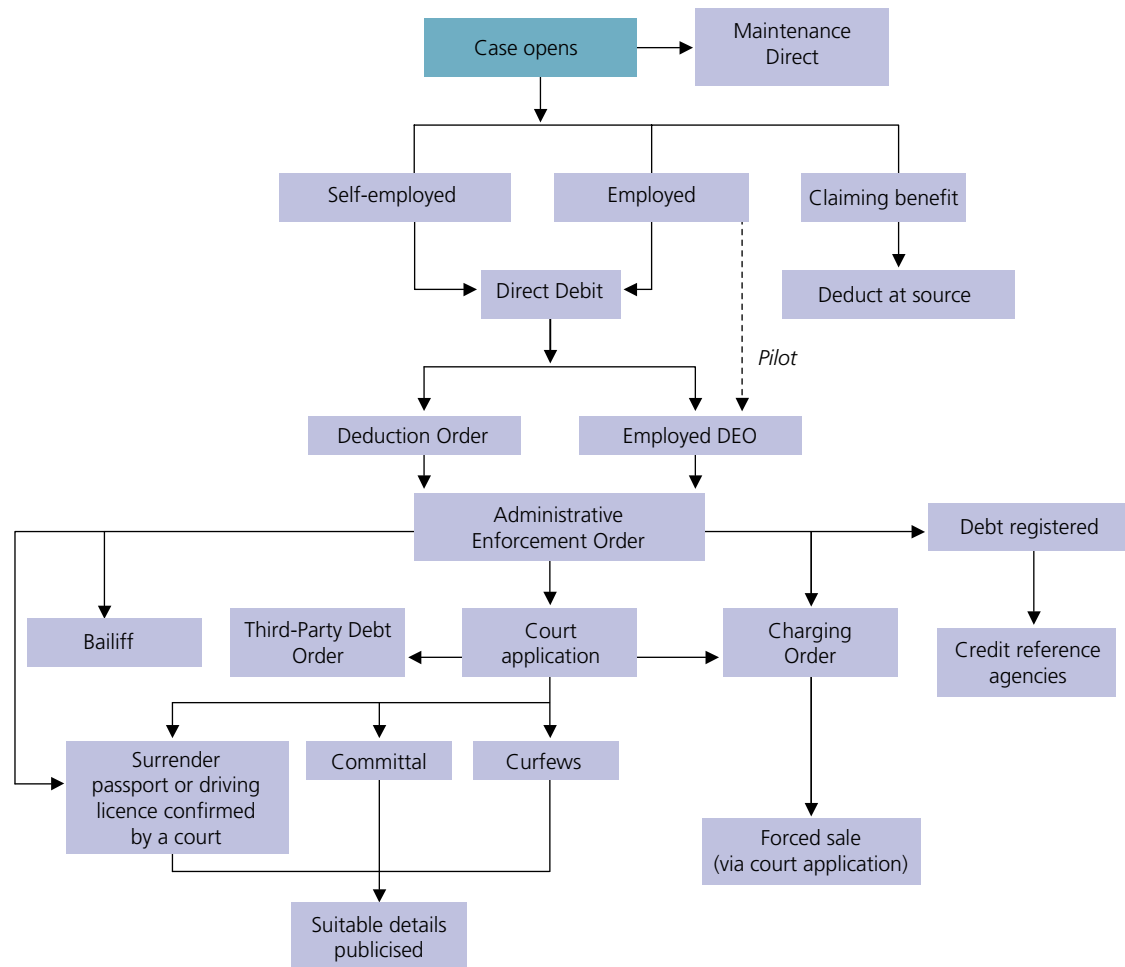 Case opens
Maintenance
Direct
Self-employed
Employed
Claiming benefit
Direct Debit
Deduct at source
Pilot
Deduction Order
Employed DEO
Administrative
Enforcement Order
Debt registered
Bailiff
Third-Party Debt
Order
Court
application
Charging
Order
Credit reference
agencies
Surrender
passport or driving
licence confirmed
by a court
Committal
Curfews
Forced sale
(via court application)
Suitable details
publicised